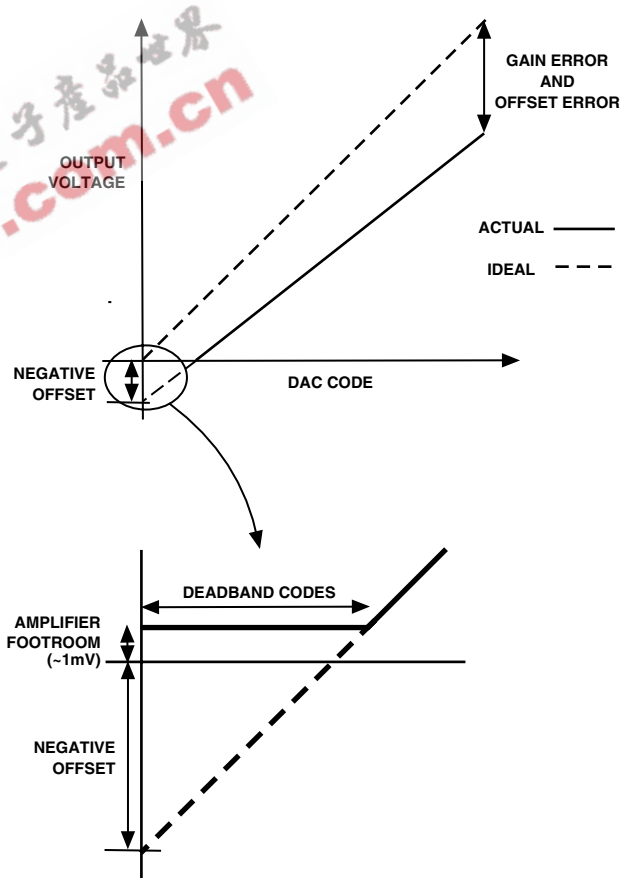 子產品世界
.com.cn
GAIN ERROR
AND
OFFSET ERROR
OUTPUT
VOLTAGE
ACTUAL
IDEAL
NEGATIVE
OFFSET
DAC CODE
DEADBAND CODES
AMPLIFIER
FOOTROOM
(~1mV)
NEGATIVE
OFFSET